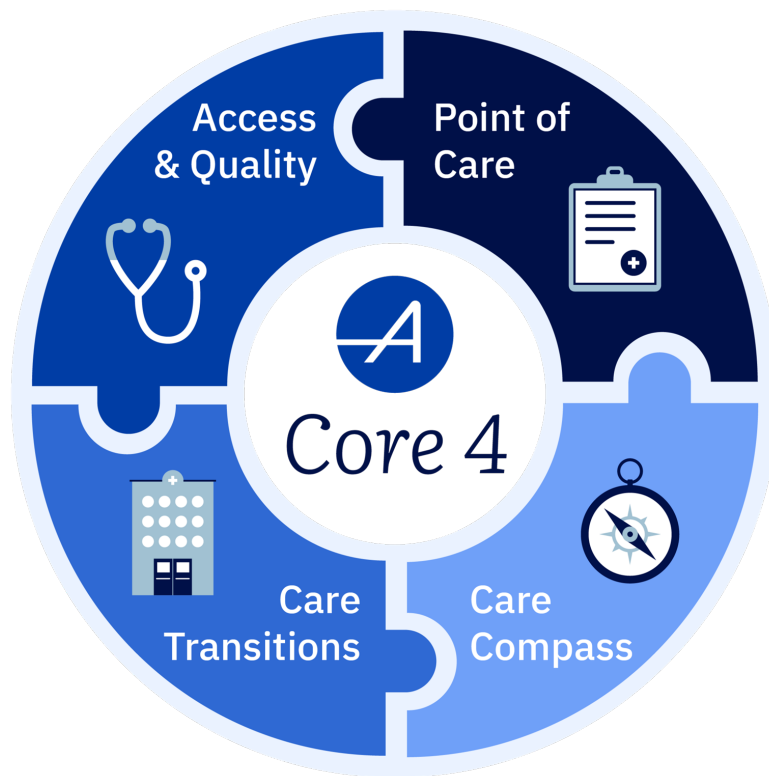 Access
& Quality
Point of
Care
A
Core 4
Care
Transitions
Care
Compass